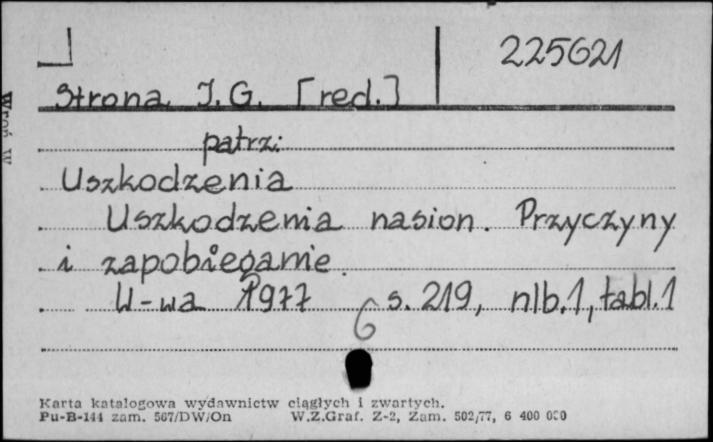 225621
Strona J. G. [red.]
patrz:
Uszkodzenia
Uszkodzenia nasion. Przyczyny
i zapobieganie.
W-wa 1977 s. 219, nlb.1, tabl.1
6
Karta katalogowa wydawnictw ciągłych i zwartych.
Pu-B-144 zam. 567/DW/On W.Z.Graf. Z-2, Zam. 502/77, 6 400 000